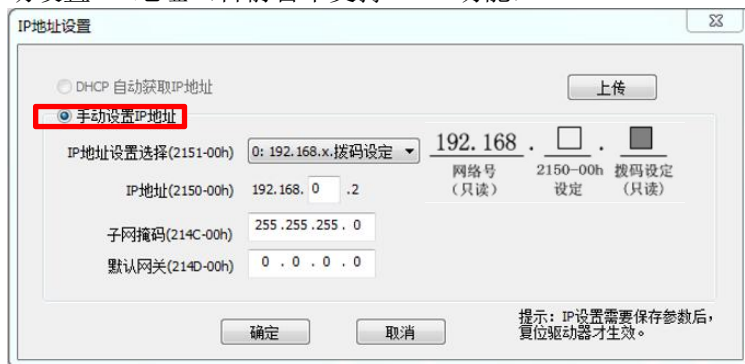 IP地址设置
DHCP 自动获取IP地址
上传
手动设置IP地址
IP地址设置选择(2151-00h) 0: 192.168.x.拨码设定
192.168 .
网络号 2150-00h 拨码设定
（只读） 设定 （只读）
IP地址(2150-00h) 192.168. 0 .2
子网掩码(214C-00h) 255 .255 .255 . 0
默认网关(214D-00h) 0 . 0 . 0 . 0
确定 取消
提示：IP设置需要保存参数后，
复位驱动器才生效。